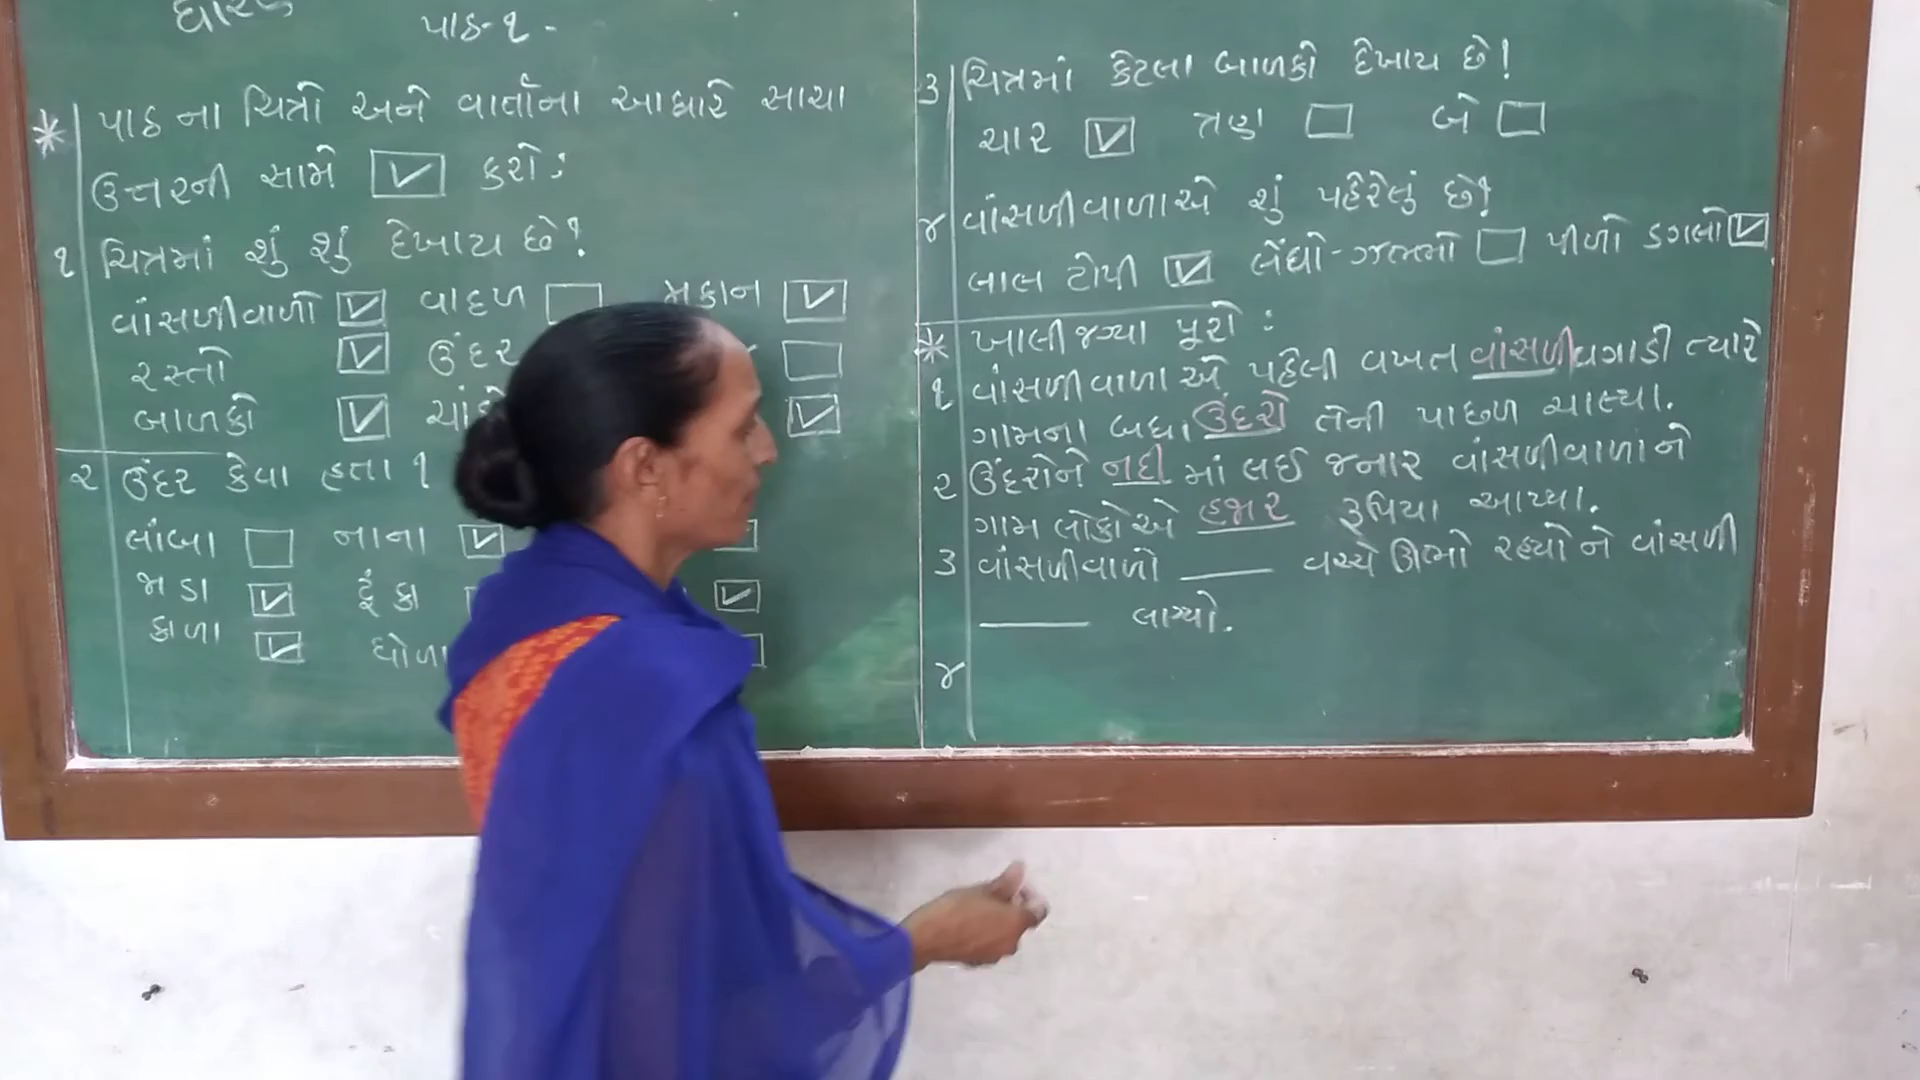 પાઠ-૧ -
* પાઠ ના ચિત્રો અને વાર્તાના આધારે સાચા
ઉત્તરની સામે ☑ કરો:
૧ ચિત્રમાં શું શું દેખાય છે?
વાંસળીવાળો ☑ વાદળ ☐ મકાન ☑
રસ્તો ☑ ઉંદર ☐
બાળકો ☑ ☑
૨ ઉંદર કેવા હતા ?
લાંબા ☐ નાના ☑
જાડા ☑ ટૂંકા ☑
કાળા ☑ ધોળા
૩ ચિત્રમાં કેટલા બાળકો દેખાય છે!
ચાર ☑ ત્રણ ☐ બે ☐
૪ વાંસળીવાળાએ શું પહેરેલું છે?
લાલ ટોપી ☑ લેંઘો-ઝભ્ભો ☐ પીળો ડગલો ☑
* ખાલી જગ્યા પૂરો :
૧ વાંસળીવાળા એ પહેલી વખત વાંસળી વગાડી ત્યારે
ગામના બધા ઉંદરો તેની પાછળ ચાલ્યા.
૨ ઉંદરોને નદી માં લઈ જનાર વાંસળીવાળાને
ગામ લોકોએ હજાર રૂપિયા આપ્યા.
૩ વાંસળીવાળો ____ વચ્ચે ઊભો રહ્યો ને વાંસળી
____ લાગ્યો.
૪